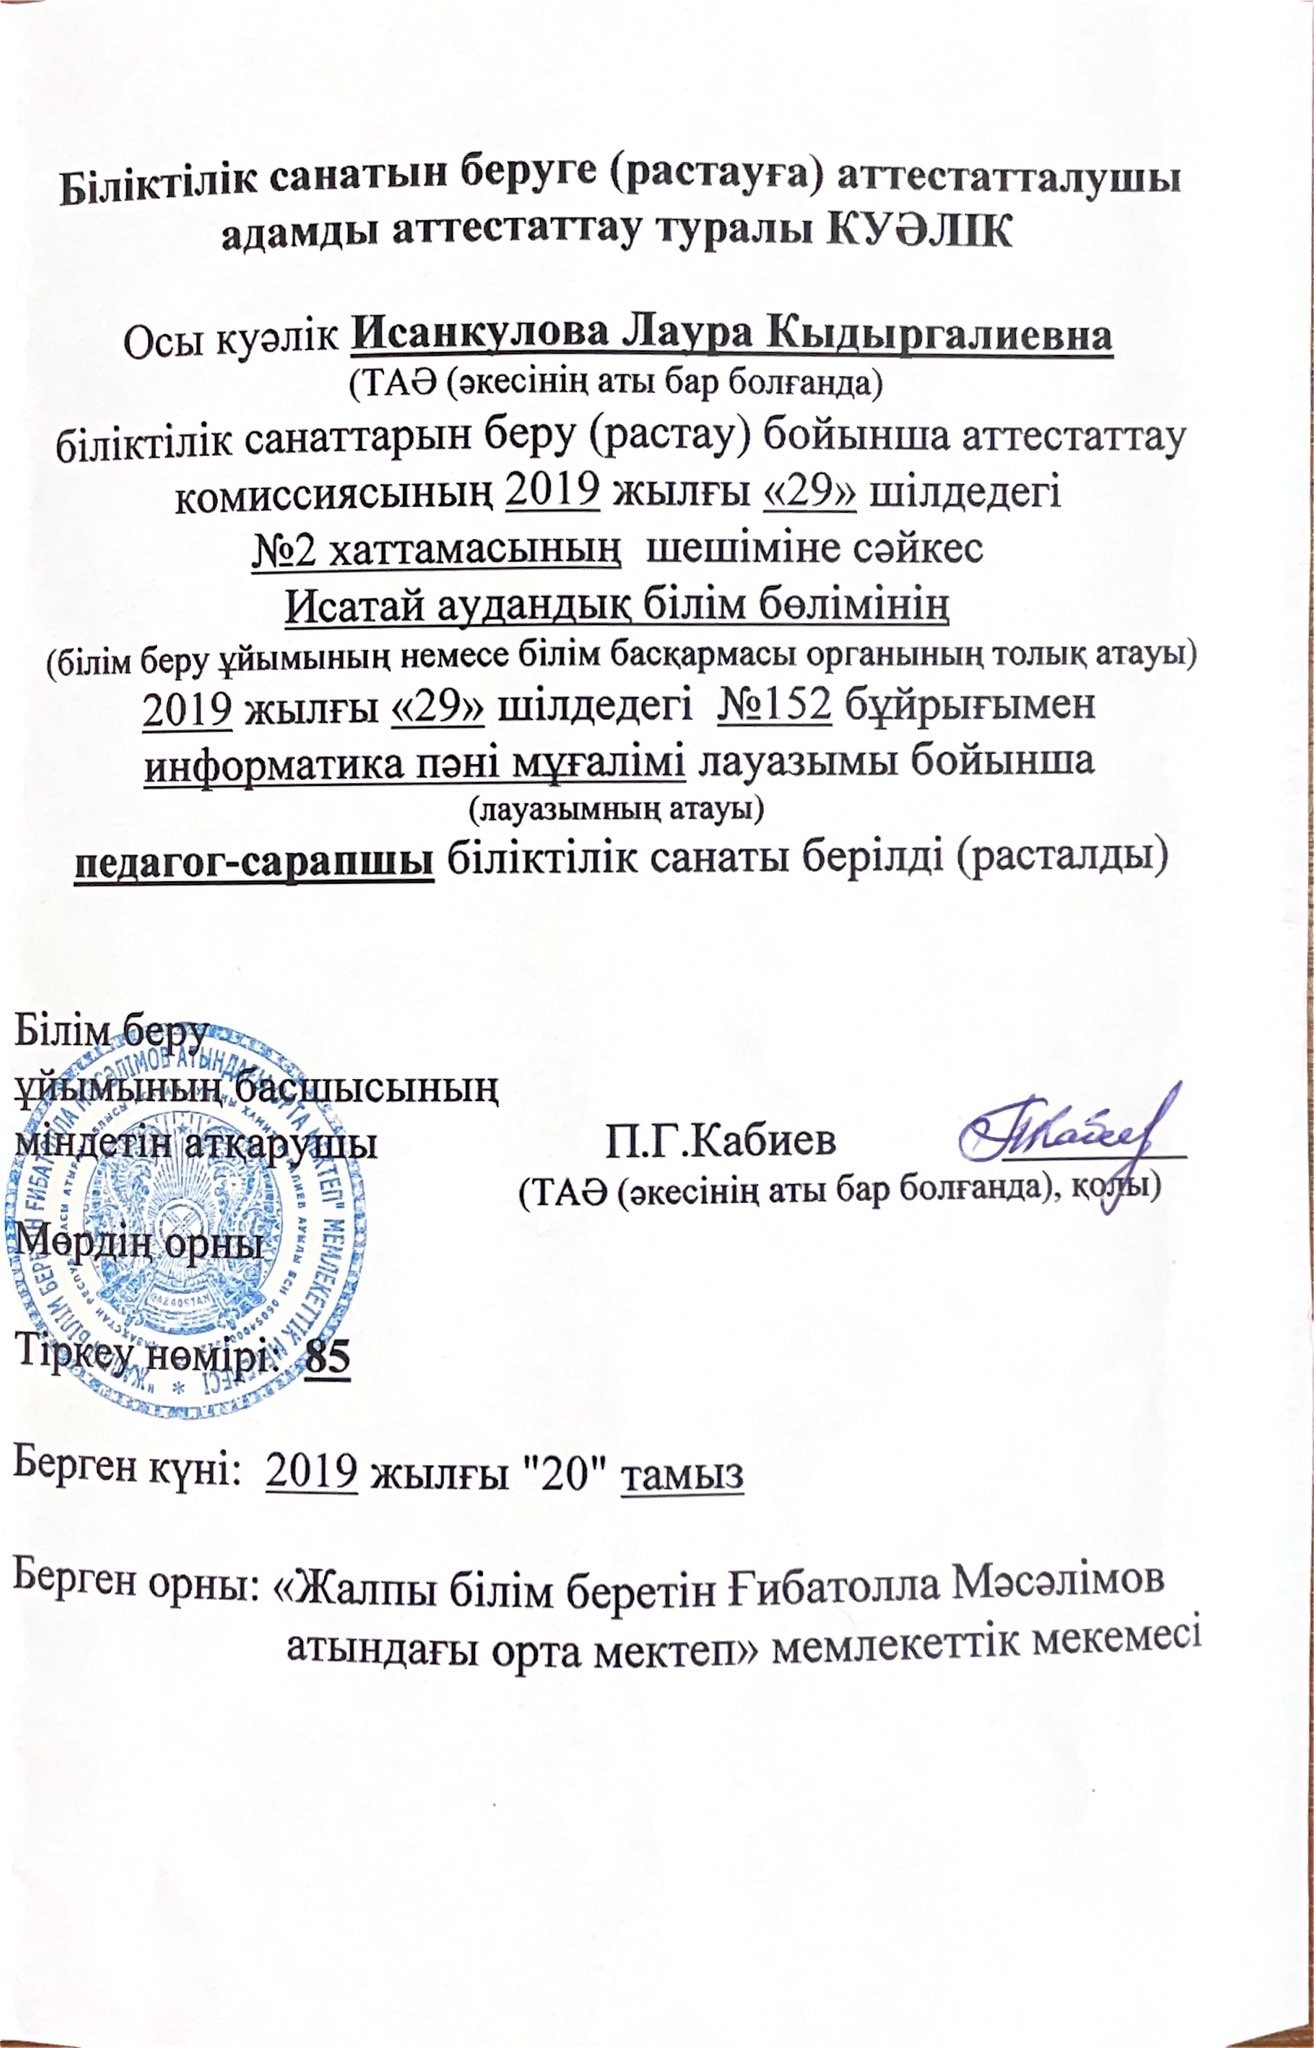 Біліктілік санатын беруге (растауға) аттестатталушы
адамды аттестаттау туралы КУӘЛІК
Осы куәлік Исанкулова Лаура Кыдыргалиевна
(ТАӘ (әкесінің аты бар болғанда)
біліктілік санаттарын беру (растау) бойынша аттестаттау
комиссиясының 2019 жылғы «29» шілдедегі
№2 хаттамасының шешіміне сәйкес
Исатай аудандық білім бөлімінің
(білім беру ұйымының немесе білім басқармасы органының толық атауы)
2019 жылғы «29» шілдедегі №152 бұйрығымен
информатика пәні мұғалімі лауазымы бойынша
(лауазымның атауы)
педагог-сарапшы біліктілік санаты берілді (расталды)
Білім беру
ұйымының басшысының
міндетін атқарушы П.Г.Кабиев
(ТАӘ (әкесінің аты бар болғанда), қолы)
Мөрдің орны
Тіркеу нөмірі: 85
Берген күні: 2019 жылғы "20" тамыз
Берген орны: «Жалпы білім беретін Ғибатолла Мәсәлімов
атындағы орта мектеп» мемлекеттік мекемесі